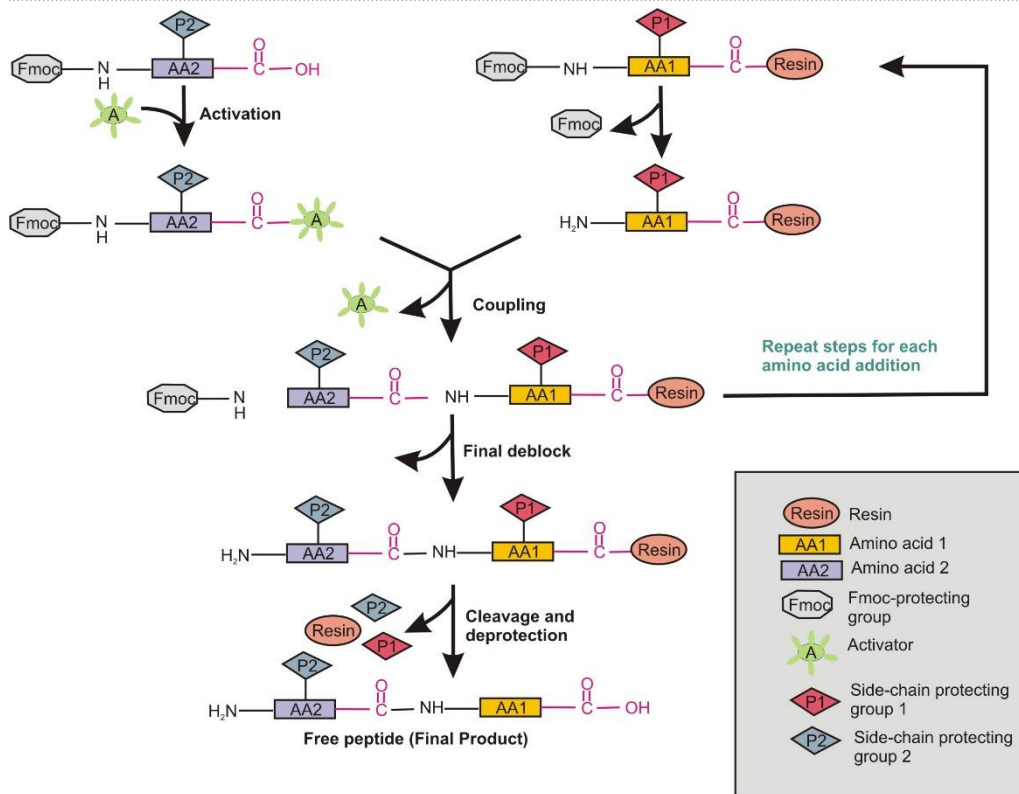 P2
P1
Fmoc
N
H
AA2
O
C
OH
Fmoc
NH
AA1
O
C
Resin
A
Activation
Fmoc
P2
P1
Fmoc
N
H
AA2
O
C
A
H2N
AA1
O
C
Resin
A
Coupling
P2
P1
Repeat steps for each
amino acid addition
Fmoc
N
H
AA2
O
C
NH
AA1
O
C
Resin
Final deblock
P2
P1
H2N
AA2
O
C
NH
AA1
O
C
Resin
P2
Resin
P1
Cleavage and
deprotection
P2
H2N
AA2
O
C
NH
AA1
O
C
OH
Free peptide (Final Product)
Resin Resin
AA1 Amino acid 1
AA2 Amino acid 2
Fmoc Fmoc-protecting
group
A Activator
P1 Side-chain protecting
group 1
P2 Side-chain protecting
group 2